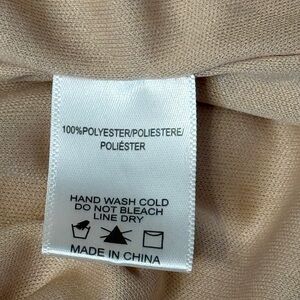 100%POLYESTER/POLIESTERE/
POLIÉSTER
HAND WASH COLD
DO NOT BLEACH
LINE DRY
MADE IN CHINA